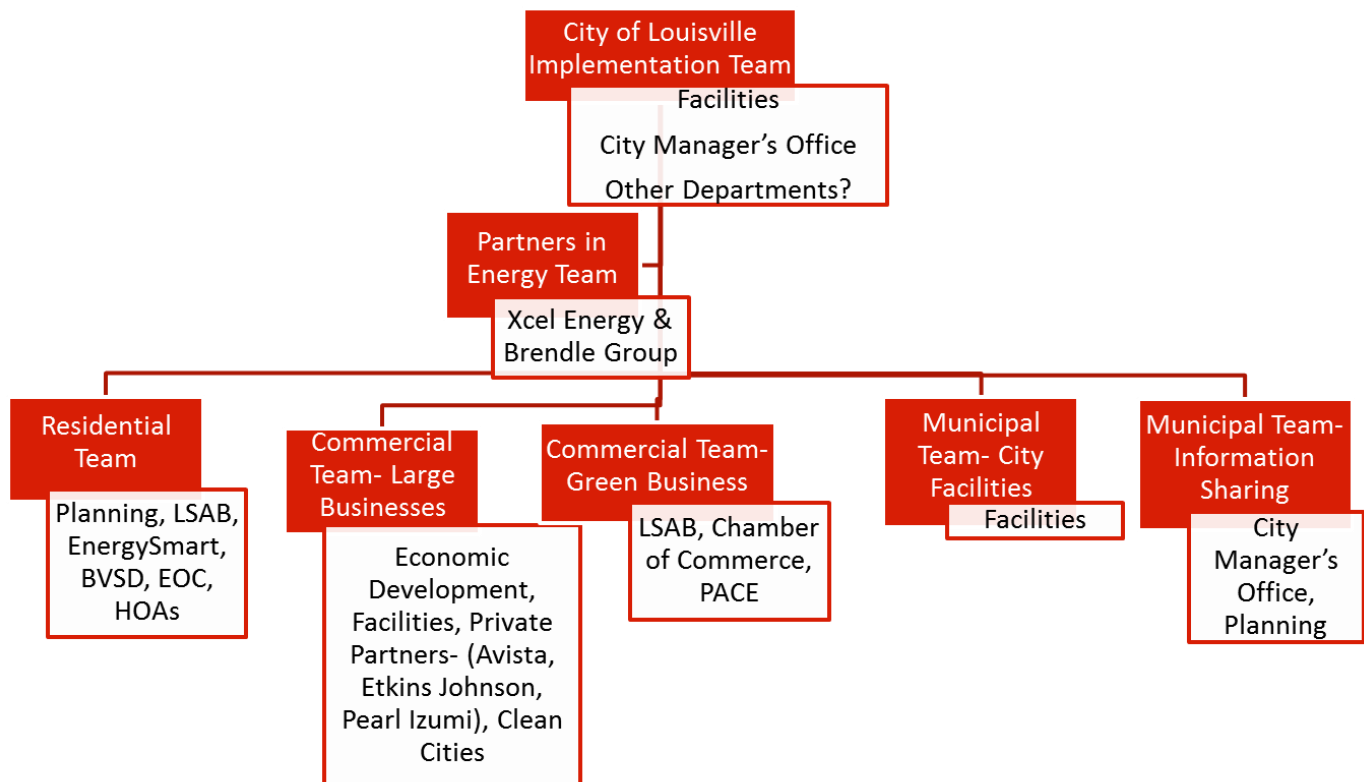 City of Louisville
Implementation Team
Facilities
City Manager’s Office
Other Departments?
Partners in
Energy Team
Xcel Energy &
Brendle Group
Residential
Team
Planning, LSAB,
EnergySmart,
BVSD, EOC,
HOAs
Commercial
Team- Large
Businesses
Economic
Development,
Facilities, Private
Partners- (Avista,
Etkins Johnson,
Pearl Izumi), Clean
Cities
Commercial Team-
Green Business
LSAB, Chamber
of Commerce,
PACE
Municipal
Team- City
Facilities
Facilities
Municipal Team-
Information
Sharing
City
Manager’s
Office,
Planning